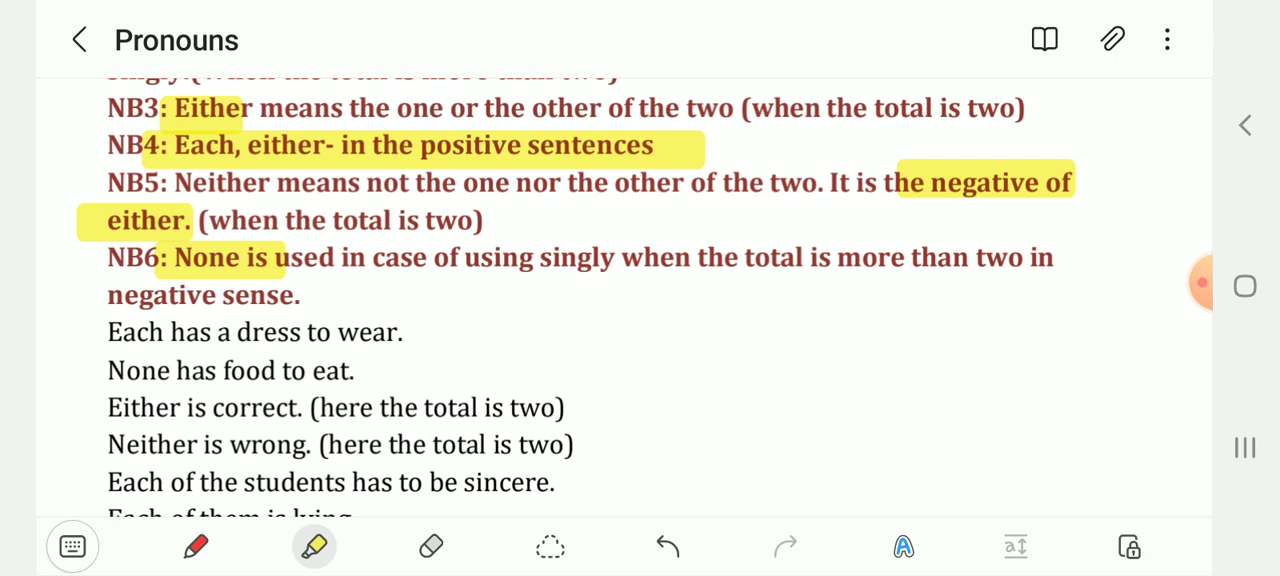 Pronouns
NB3: Either means the one or the other of the two (when the total is two)
NB4: Each, either- in the positive sentences
NB5: Neither means not the one nor the other of the two. It is the negative of
either. (when the total is two)
NB6: None is used in case of using singly when the total is more than two in
negative sense.
Each has a dress to wear.
None has food to eat.
Either is correct. (here the total is two)
Neither is wrong. (here the total is two)
Each of the students has to be sincere.
Each of them is lying